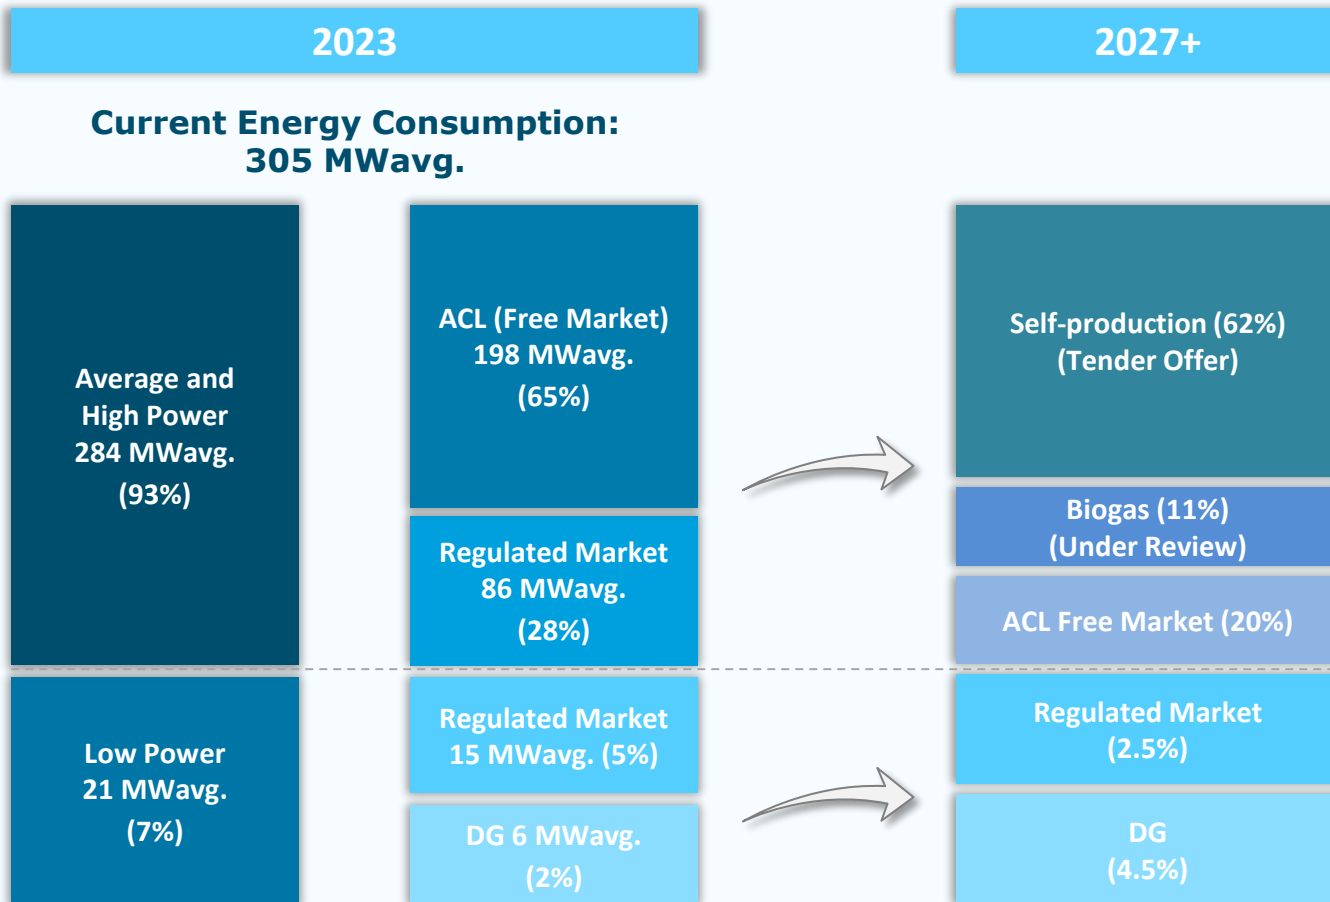 2023
2027+
Current Energy Consumption:
305 MWavg.
Average and
High Power
284 MWavg.
(93%)
ACL (Free Market)
198 MWavg.
(65%)
Regulated Market
86 MWavg.
(28%)
Self-production (62%)
(Tender Offer)
Biogas (11%)
(Under Review)
ACL Free Market (20%)
Low Power
21 MWavg.
(7%)
Regulated Market
15 MWavg. (5%)
DG 6 MWavg.
(2%)
Regulated Market
(2.5%)
DG
(4.5%)